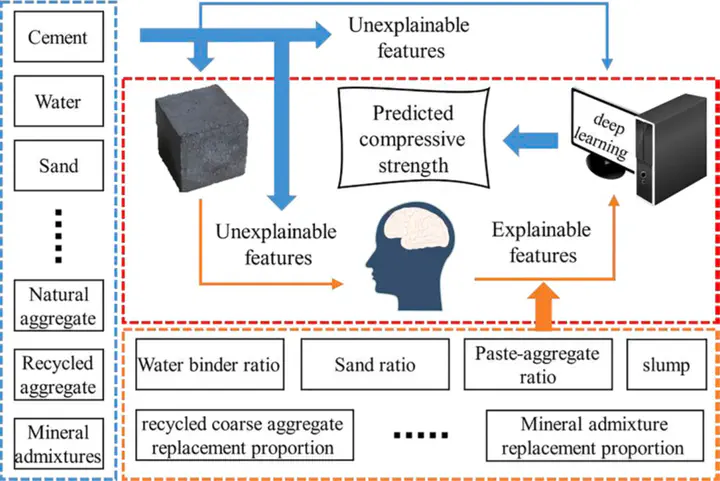 Cement
Water
Sand
Natural
aggregate
Recycled
aggregate
Mineral
admixtures
Unexplainable
features
Predicted
compressive
strength
deep
learning
Unexplainable
features
Explainable
features
Water binder ratio
Sand ratio
Paste-aggregate
ratio
slump
recycled coarse aggregate
replacement proportion
Mineral admixture
replacement proportion